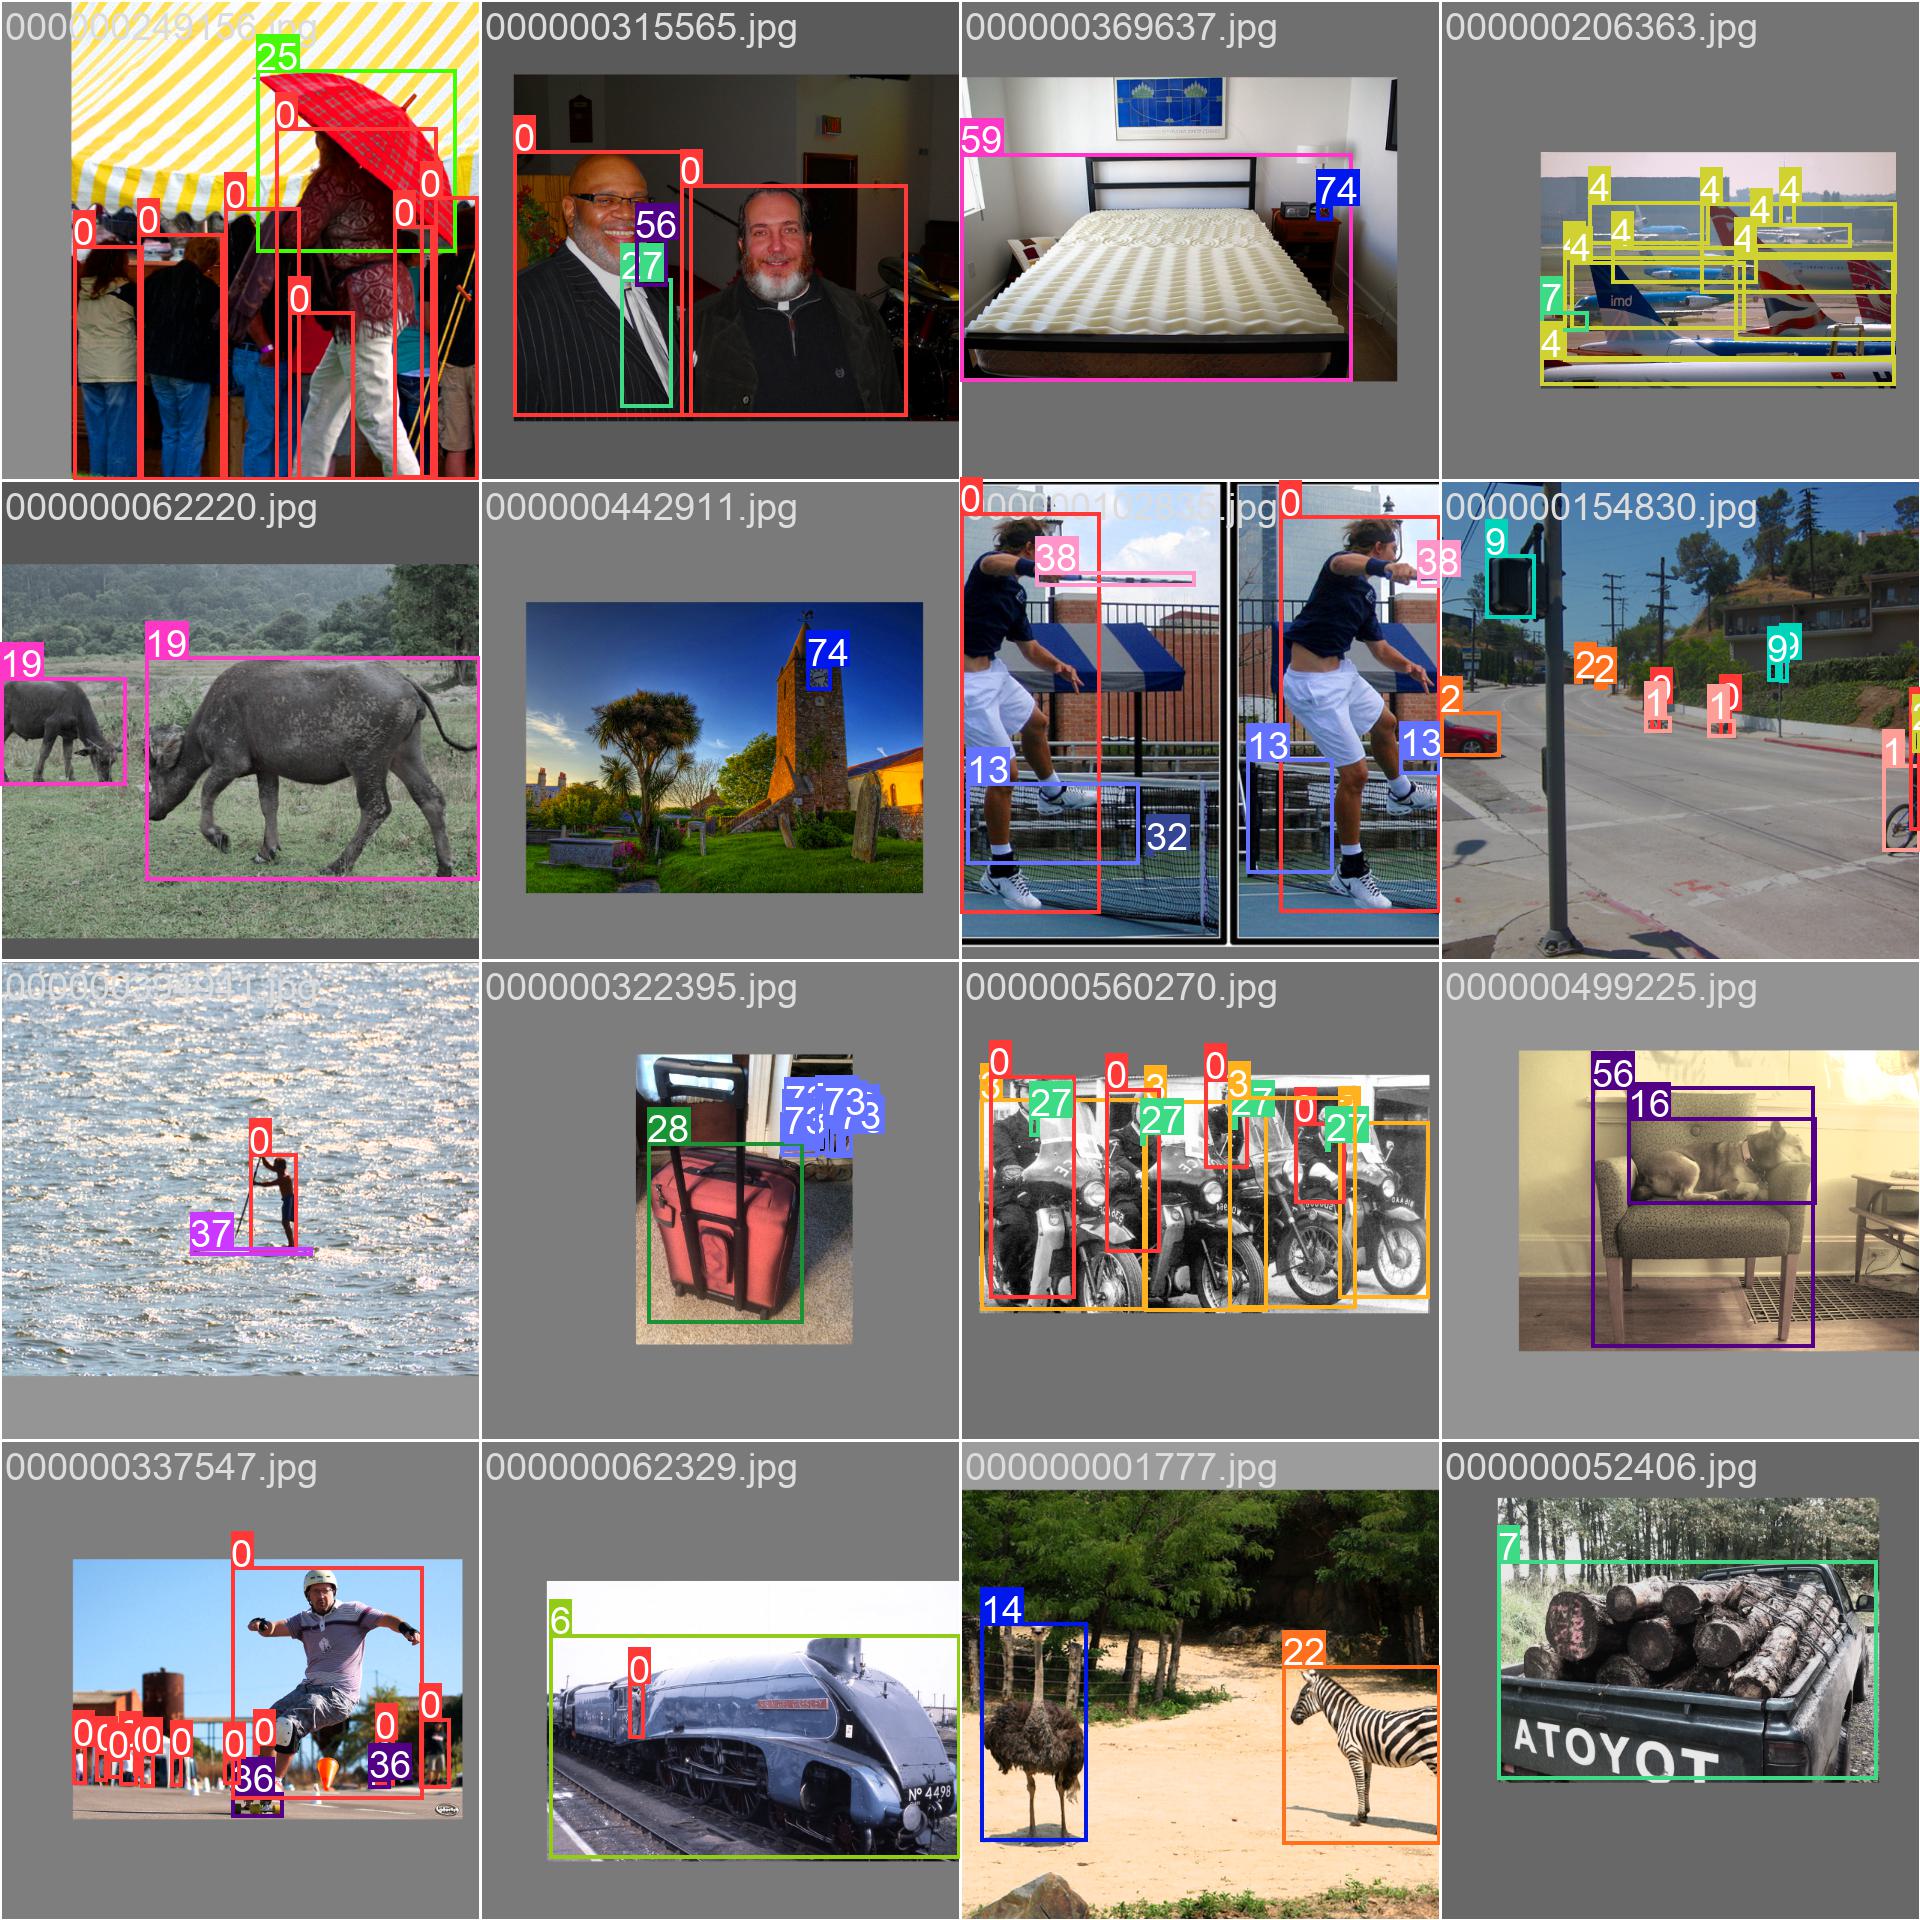 000000249156.jpg
25
0
0
0
0
0
0
0
000000315565.jpg
0
0
56
27
000000369637.jpg
59
74
000000206363.jpg
4 4 4
4
4 4
4
7
imd
4
000000062220.jpg
19
19
000000442911.jpg
74
000000102835.jpg
0 0
38 38
13 13
13
32
000000154830.jpg
9
22
9
2
0 0
1 1
1
000000394941.jpg
0
37
000000322395.jpg
73
73
28
000000560270.jpg
0 0 0
3 3 3
27 27 27 0
27
000000499225.jpg
56
16
000000337547.jpg
0
0 0 0 0 0 0 0 0 0
36 36
000000062329.jpg
6
0
Nº 4498
000000001777.jpg
14
22
000000052406.jpg
7
ATOYOT